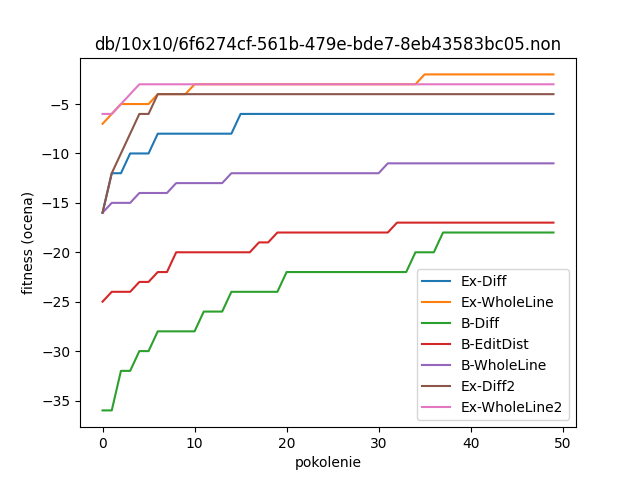 db/10x10/6f6274cf-561b-479e-bde7-8eb43583bc05.non
fitness (ocena)
−5
−10
−15
−20
−25
−30
−35
0 10 20 30 40 50
pokolenie
Ex-Diff
Ex-WholeLine
B-Diff
B-EditDist
B-WholeLine
Ex-Diff2
Ex-WholeLine2